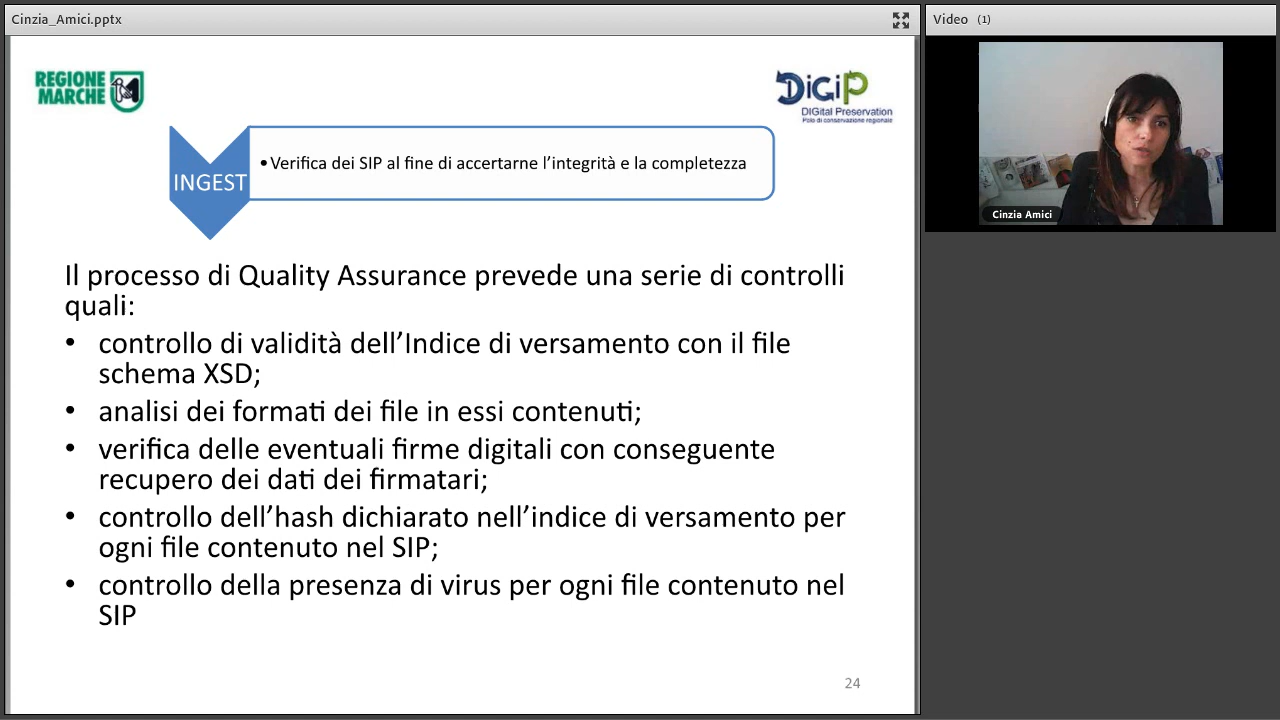 Cinzia_Amici.pptx
Video (1)
REGIONE
MARCHE
DiGiP
DIGital Preservation
Polo di conservazione regionale
INGEST
•Verifica dei SIP al fine di accertarne l’integrità e la completezza
Cinzia Amici
Il processo di Quality Assurance prevede una serie di controlli
quali:
• controllo di validità dell’Indice di versamento con il file
schema XSD;
• analisi dei formati dei file in essi contenuti;
• verifica delle eventuali firme digitali con conseguente
recupero dei dati dei firmatari;
• controllo dell’hash dichiarato nell’indice di versamento per
ogni file contenuto nel SIP;
• controllo della presenza di virus per ogni file contenuto nel
SIP
24